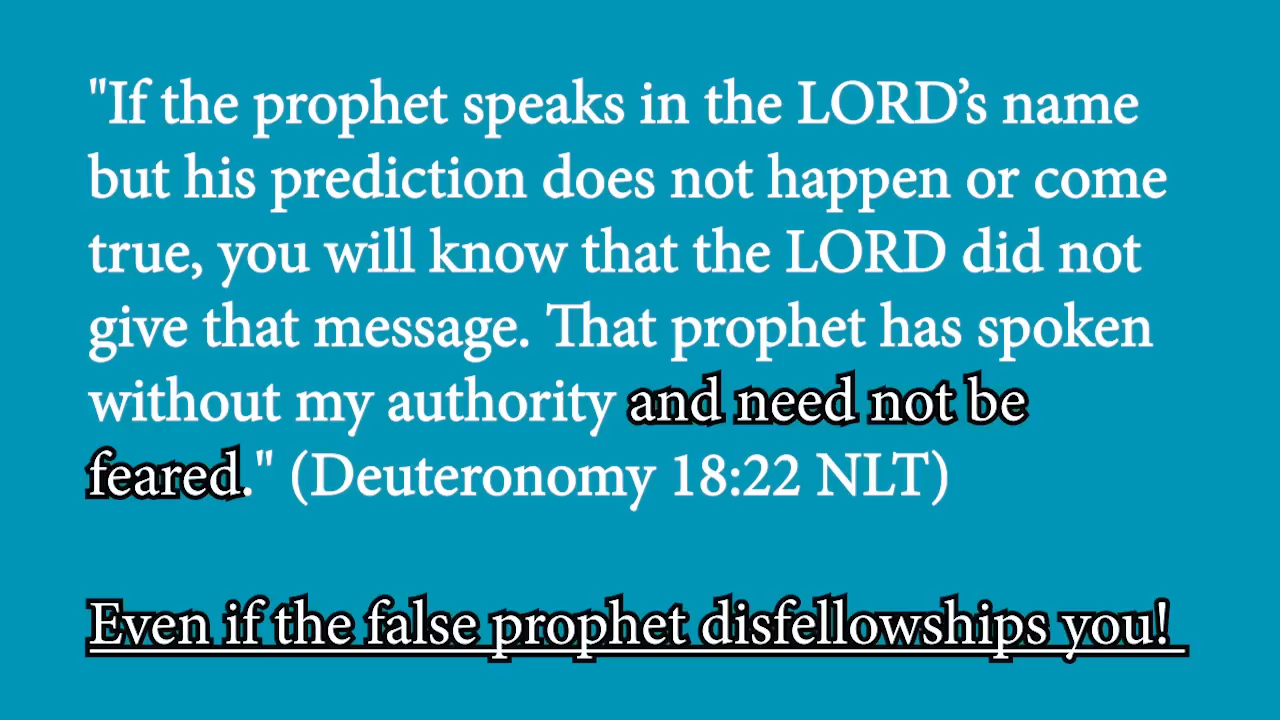 "If the prophet speaks in the LORD’s name
but his prediction does not happen or come
true, you will know that the LORD did not
give that message. That prophet has spoken
without my authority and need not be
feared." (Deuteronomy 18:22 NLT)
Even if the false prophet disfellowships you!